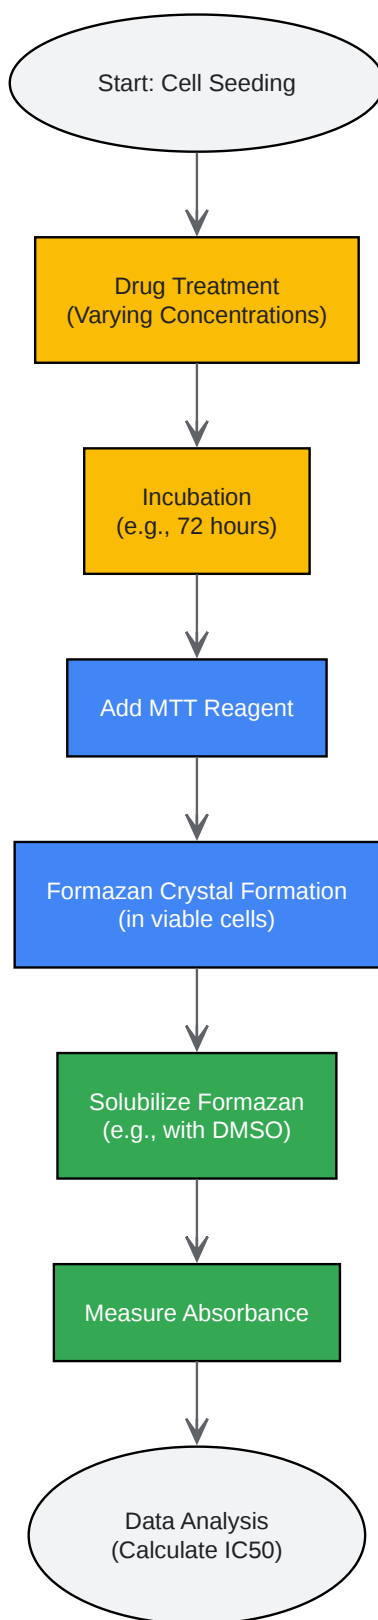 Start: Cell Seeding
Drug Treatment
(Varying Concentrations)
Incubation
(e.g., 72 hours)
Add MTT Reagent
Formazan Crystal Formation
(in viable cells)
Solubilize Formazan
(e.g., with DMSO)
Measure Absorbance
Data Analysis
(Calculate IC50)